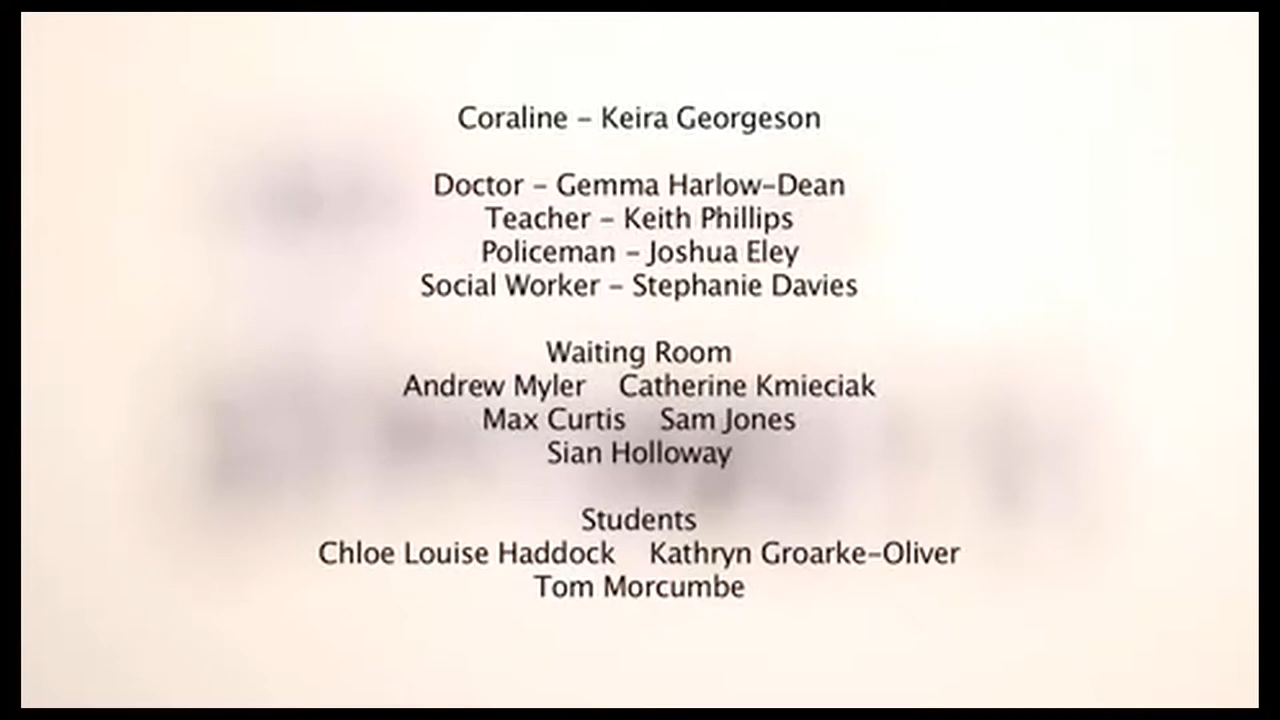 Coraline – Keira Georgeson
Doctor – Gemma Harlow–Dean
Teacher – Keith Phillips
Policeman – Joshua Eley
Social Worker – Stephanie Davies
Waiting Room
Andrew Myler Catherine Kmieciak
Max Curtis Sam Jones
Sian Holloway
Students
Chloe Louise Haddock Kathryn Groarke–Oliver
Tom Morcumbe